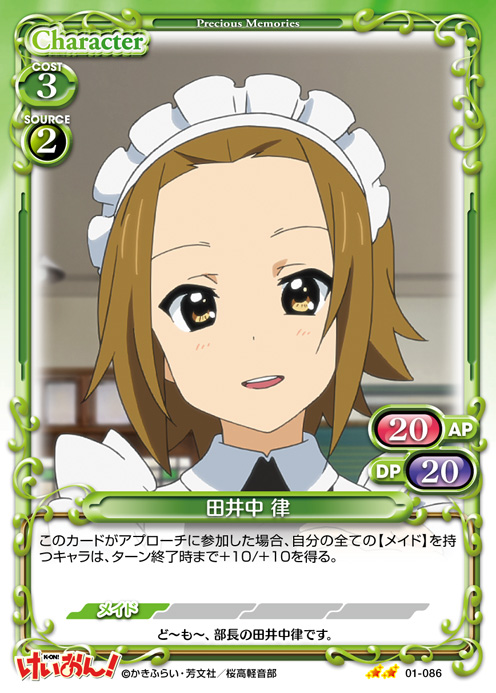 Precious Memories
Character
COST
3
SOURCE
2
20 AP
DP 20
田井中 律
このカードがアプローチに参加した場合、自分の全ての【メイド】を持
つキャラは、ターン終了時まで+10/+10を得る。
メイド
ど〜も〜、部長の田井中律です。
K-ON!
けいおん!
©かきふらい・芳文社／桜高軽音部
01-086